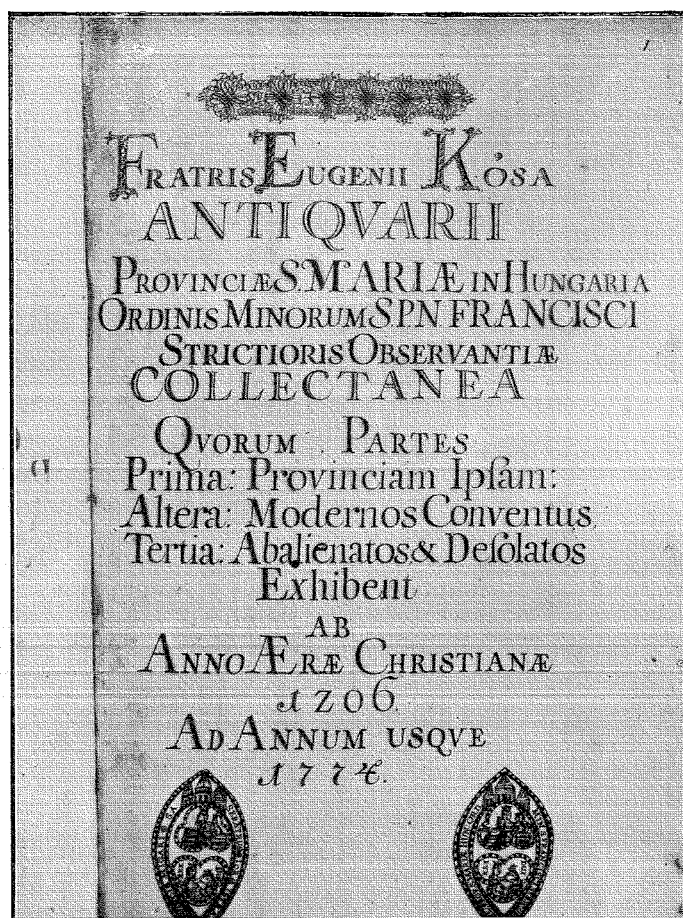 1
FRATRIS EUGENII KÓSA
ANTIQVARII
PROVINCIÆ S. MARIÆ IN HUNGARIA
ORDINIS MINORUM S.P.N FRANCISCI
STRICTIORIS OBSERVANTIÆ
COLLECTANEA
QVORUM PARTES
Prima: Provinciam Ipſam:
Altera: Modernos Conventus.
Tertia: Abalienatos & Deſolatos
Exhibent
AB
ANNO ÆRÆ CHRISTIANÆ
1206.
AD ANNUM USQVE
1774.